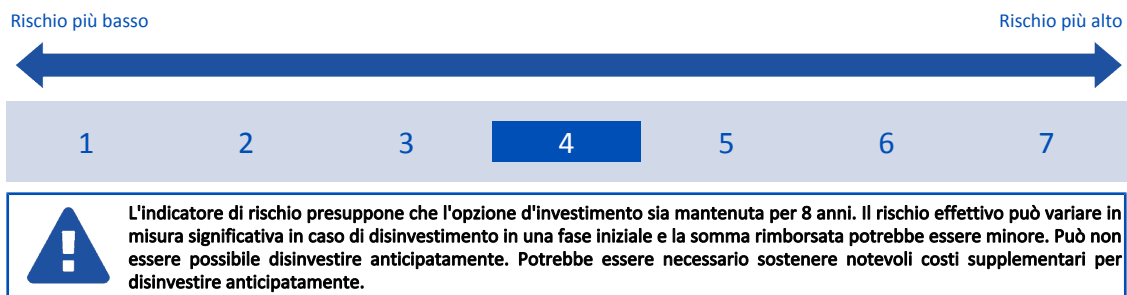 Rischio più basso Rischio più alto
1 2 3 4 5 6 7
L'indicatore di rischio presuppone che l'opzione d'investimento sia mantenuta per 8 anni. Il rischio effettivo può variare in
misura significativa in caso di disinvestimento in una fase iniziale e la somma rimborsata potrebbe essere minore. Può non
essere possibile disinvestire anticipatamente. Potrebbe essere necessario sostenere notevoli costi supplementari per
disinvestire anticipatamente.